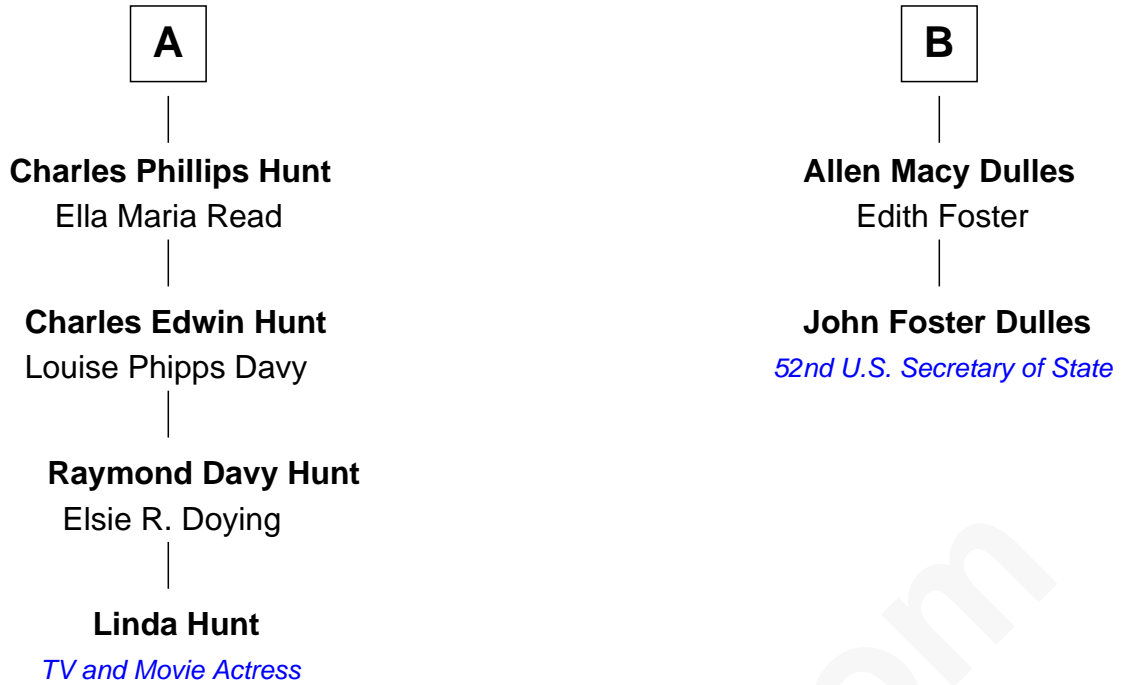 A
Charles Phillips Hunt
Ella Maria Read
Charles Edwin Hunt
Louise Phipps Davy
Raymond Davy Hunt
Elsie R. Doying
Linda Hunt
TV and Movie Actress
B
Allen Macy Dulles
Edith Foster
John Foster Dulles
52nd U.S. Secretary of State
om